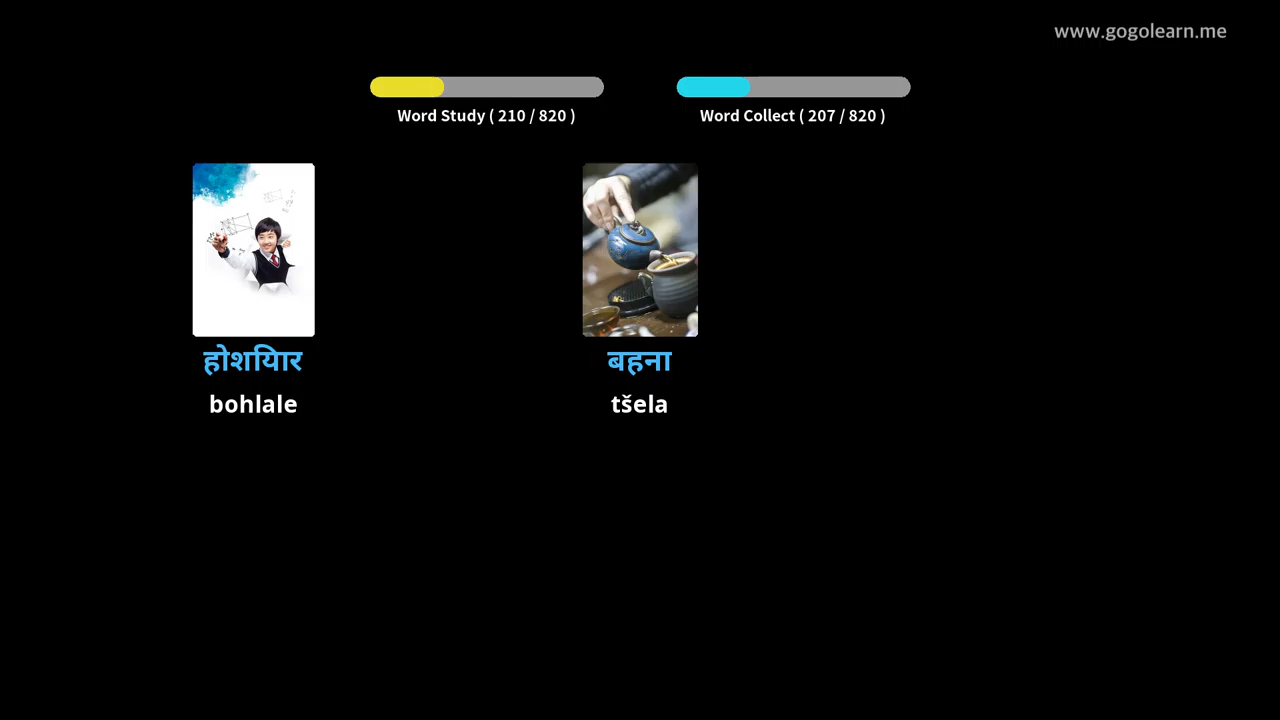 www.gogolearn.me
Word Study ( 210 / 820 )
Word Collect ( 207 / 820 )
होशियार
bohlale
बहना
tšela